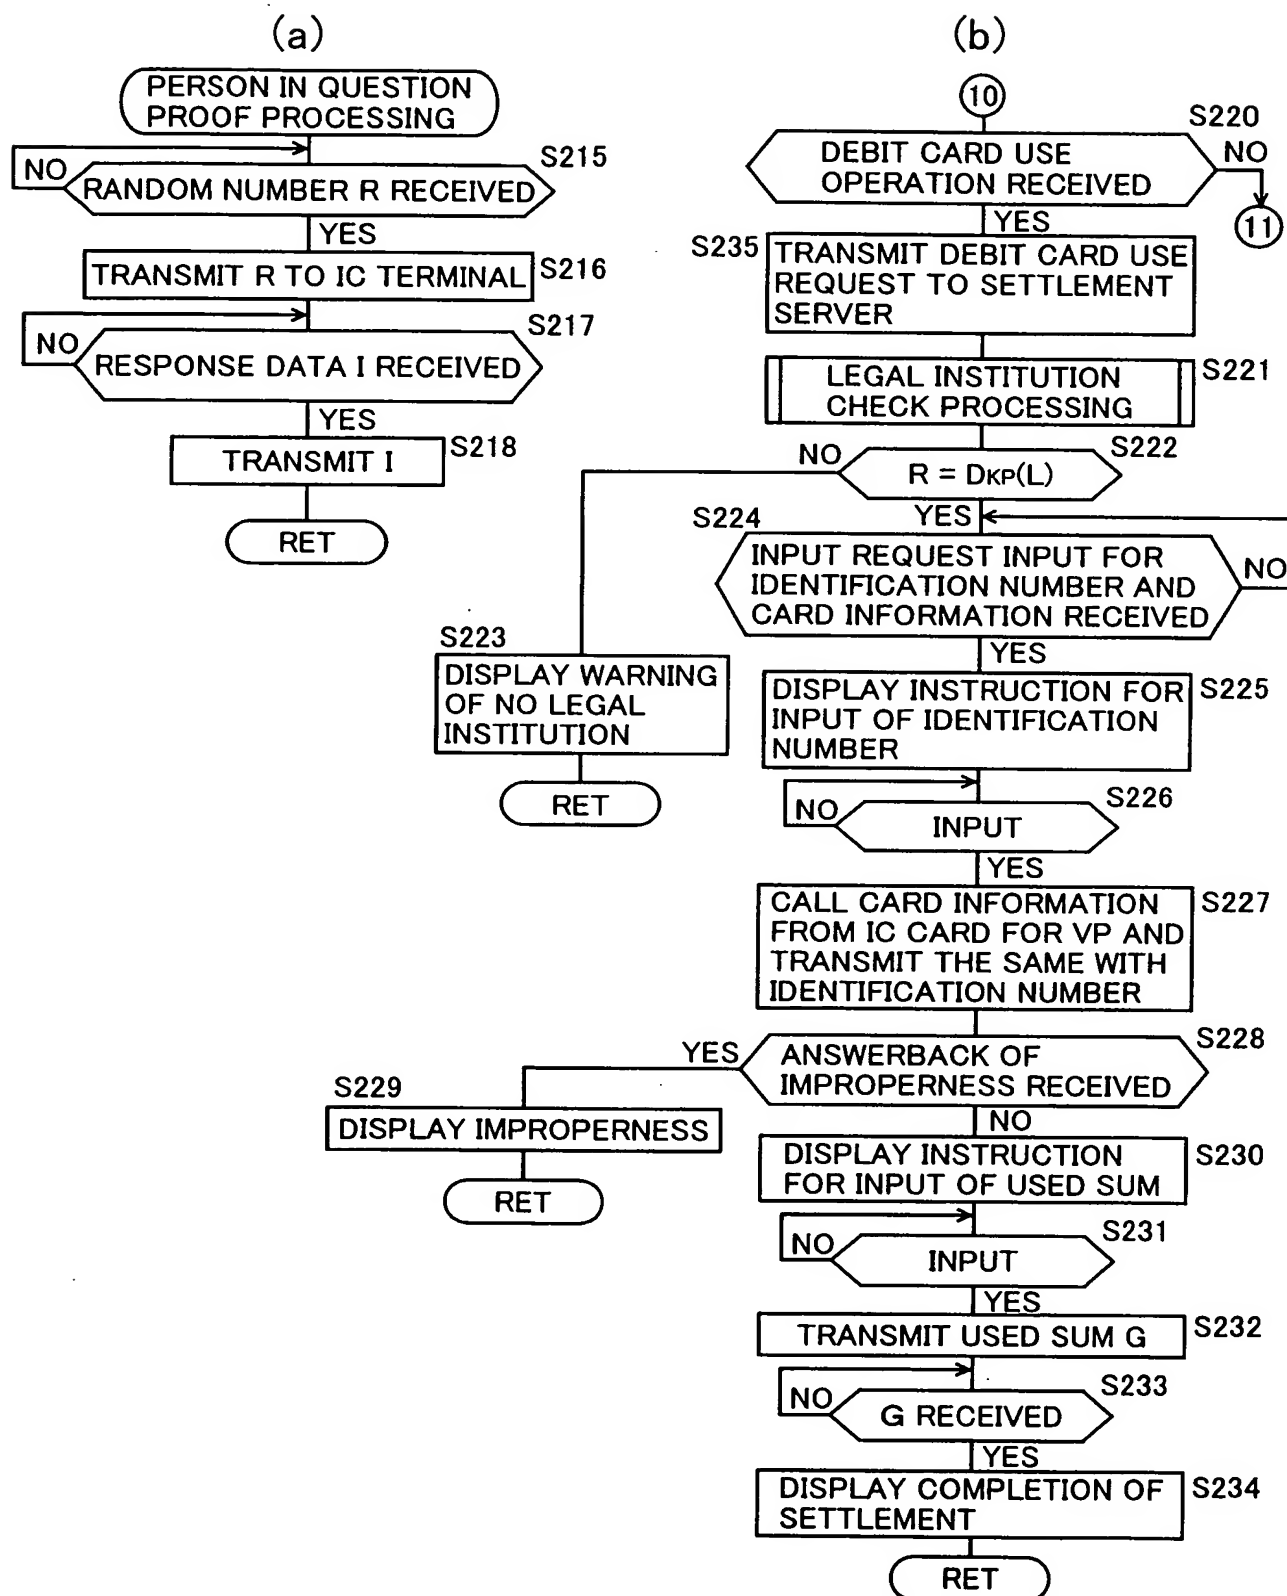 (a)
PERSON IN QUESTION
PROOF PROCESSING
NO
S215
RANDOM NUMBER R RECEIVED
YES
TRANSMIT R TO IC TERMINAL
S216
S217
NO
RESPONSE DATA I RECEIVED
YES
TRANSMIT I
S218
RET
(b)
10
S220
DEBIT CARD USE
OPERATION RECEIVED
NO
11
YES
S235
TRANSMIT DEBIT CARD USE
REQUEST TO SETTLEMENT
SERVER
LEGAL INSTITUTION
CHECK PROCESSING
S221
S222
NO
R = DKP(L)
YES
S224
INPUT REQUEST INPUT FOR
IDENTIFICATION NUMBER AND
CARD INFORMATION RECEIVED
NO
YES
S223
DISPLAY WARNING
OF NO LEGAL
INSTITUTION
RET
DISPLAY INSTRUCTION FOR
INPUT OF IDENTIFICATION
NUMBER
S225
S226
NO
INPUT
YES
CALL CARD INFORMATION
FROM IC CARD FOR VP AND
TRANSMIT THE SAME WITH
IDENTIFICATION NUMBER
S227
S228
YES
ANSWERBACK OF
IMPROPERNESS RECEIVED
NO
S229
DISPLAY IMPROPERNESS
RET
DISPLAY INSTRUCTION
FOR INPUT OF USED SUM
S230
S231
NO
INPUT
YES
TRANSMIT USED SUM G
S232
S233
NO
G RECEIVED
YES
DISPLAY COMPLETION OF
SETTLEMENT
S234
RET